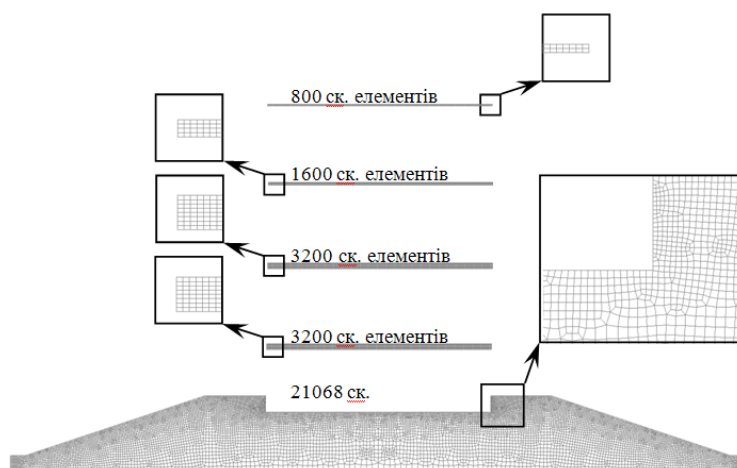 800 ск. елементів
1600 ск. елементів
3200 ск. елементів
3200 ск. елементів
21068 ск.